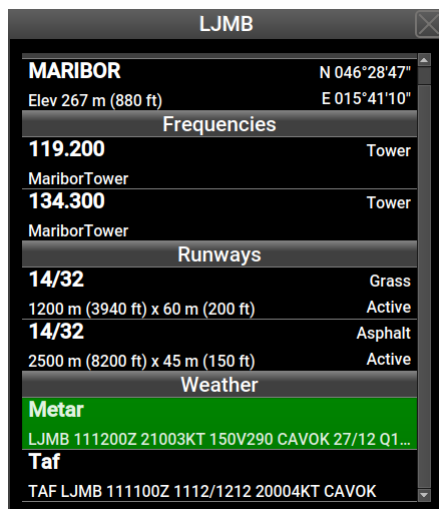 LJMB
MARIBOR N 046°28'47"
Elev 267 m (880 ft) E 015°41'10"
Frequencies
119.200 Tower
MariborTower
134.300 Tower
MariborTower
Runways
14/32 Grass
1200 m (3940 ft) x 60 m (200 ft) Active
14/32 Asphalt
2500 m (8200 ft) x 45 m (150 ft) Active
Weather
Metar
LJMB 111200Z 21003KT 150V290 CAVOK 27/12 Q1...
Taf
TAF LJMB 111100Z 1112/1212 20004KT CAVOK